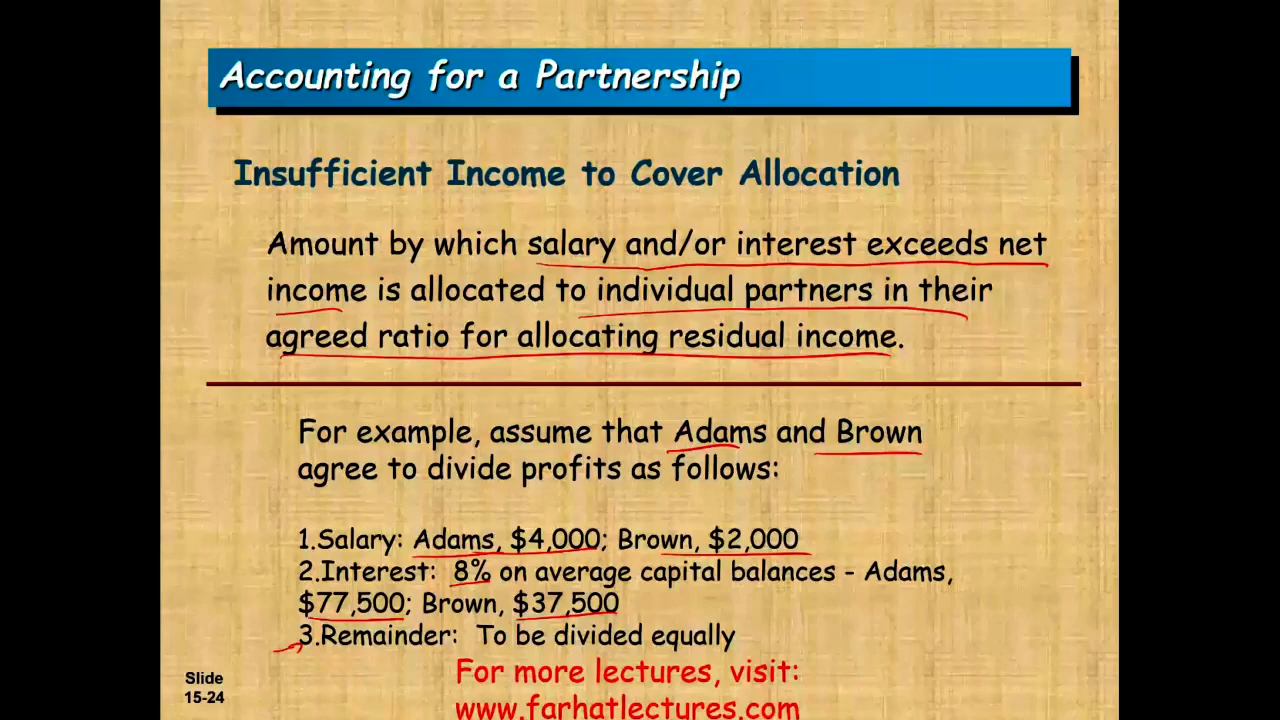 Accounting for a Partnership
Insufficient Income to Cover Allocation
Amount by which salary and/or interest exceeds net
income is allocated to individual partners in their
agreed ratio for allocating residual income.
For example, assume that Adams and Brown
agree to divide profits as follows:
1.Salary: Adams, $4,000; Brown, $2,000
2.Interest: 8% on average capital balances - Adams,
$77,500; Brown, $37,500
3.Remainder: To be divided equally
For more lectures, visit:
www.farhatlectures.com
Slide
15-24